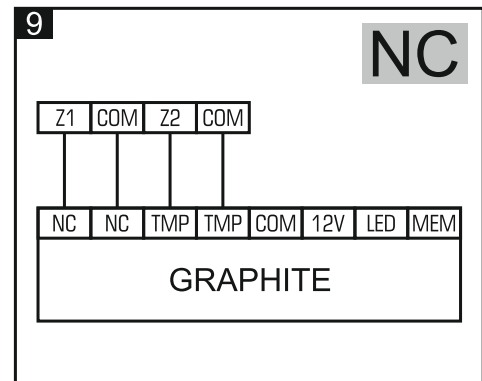 9
NC
Z1 COM Z2 COM
NC NC TMP TMP COM 12V LED MEM
GRAPHITE